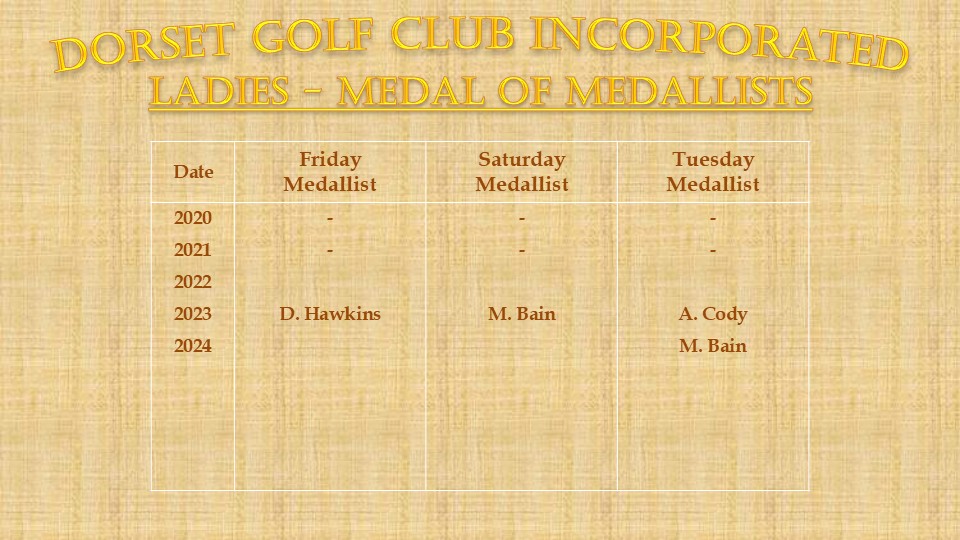 DORSET GOLF CLUB INCORPORATED
LADIES - MEDAL OF MEDALLISTS
Date Friday Medallist Saturday Medallist Tuesday Medallist
2020 - - -
2021 - - -
2022
2023 D. Hawkins M. Bain A. Cody
2024 M. Bain